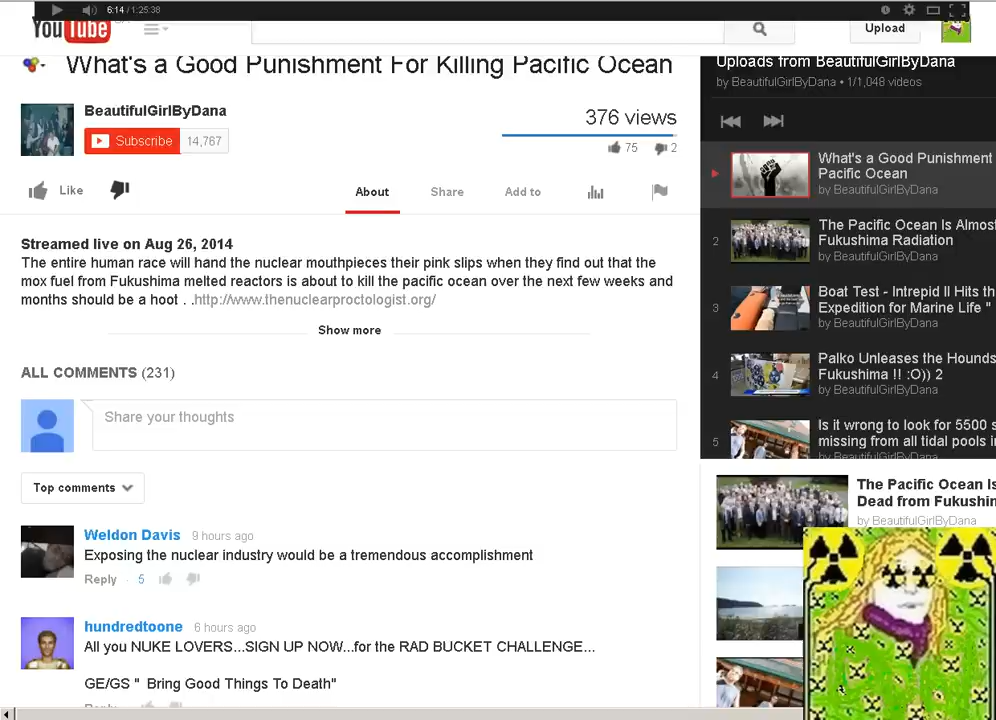 6:14 / 1:25:38
YouTube
Upload
What's a Good Punishment For Killing Pacific Ocean
BeautifulGirlByDana
Subscribe 14,767
376 views
75 2
Like
About Share Add to
Streamed live on Aug 26, 2014
The entire human race will hand the nuclear mouthpieces their pink slips when they find out that the
mox fuel from Fukushima melted reactors is about to kill the pacific ocean over the next few weeks and
months should be a hoot . .http://www.thenuclearproctologist.org/
Show more
ALL COMMENTS (231)
Share your thoughts
Top comments
Weldon Davis 9 hours ago
Exposing the nuclear industry would be a tremendous accomplishment
Reply · 5
hundredtoone 6 hours ago
All you NUKE LOVERS...SIGN UP NOW...for the RAD BUCKET CHALLENGE...
GE/GS " Bring Good Things To Death"
Reply
Uploads from BeautifulGirlByDana
by BeautifulGirlByDana • 1/1,048 videos
What's a Good Punishment
Pacific Ocean
by BeautifulGirlByDana
2
The Pacific Ocean Is Almos
Fukushima Radiation
by BeautifulGirlByDana
3
Boat Test - Intrepid II Hits th
Expedition for Marine Life "
by BeautifulGirlByDana
4
Palko Unleases the Hounds
Fukushima !! :O)) 2
by BeautifulGirlByDana
5
Is it wrong to look for 5500 s
missing from all tidal pools i
by BeautifulGirlByDana
The Pacific Ocean Is
Dead from Fukushim
by BeautifulGirlByDana